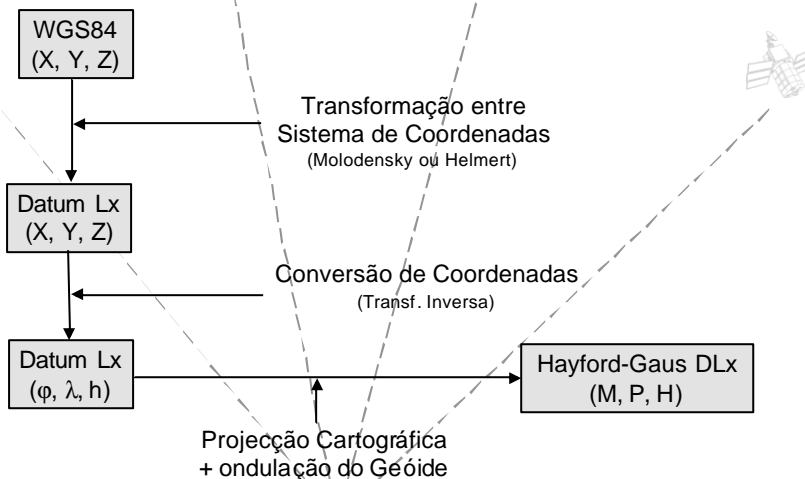 WGS84
(X, Y, Z)
Transformação entre
Sistema de Coordenadas
(Molodensky ou Helmert)
Datum Lx
(X, Y, Z)
Conversão de Coordenadas
(Transf. Inversa)
Datum Lx
(φ, λ, h)
Hayford-Gaus DLx
(M, P, H)
Projecção Cartográfica
+ ondulação do Geóide